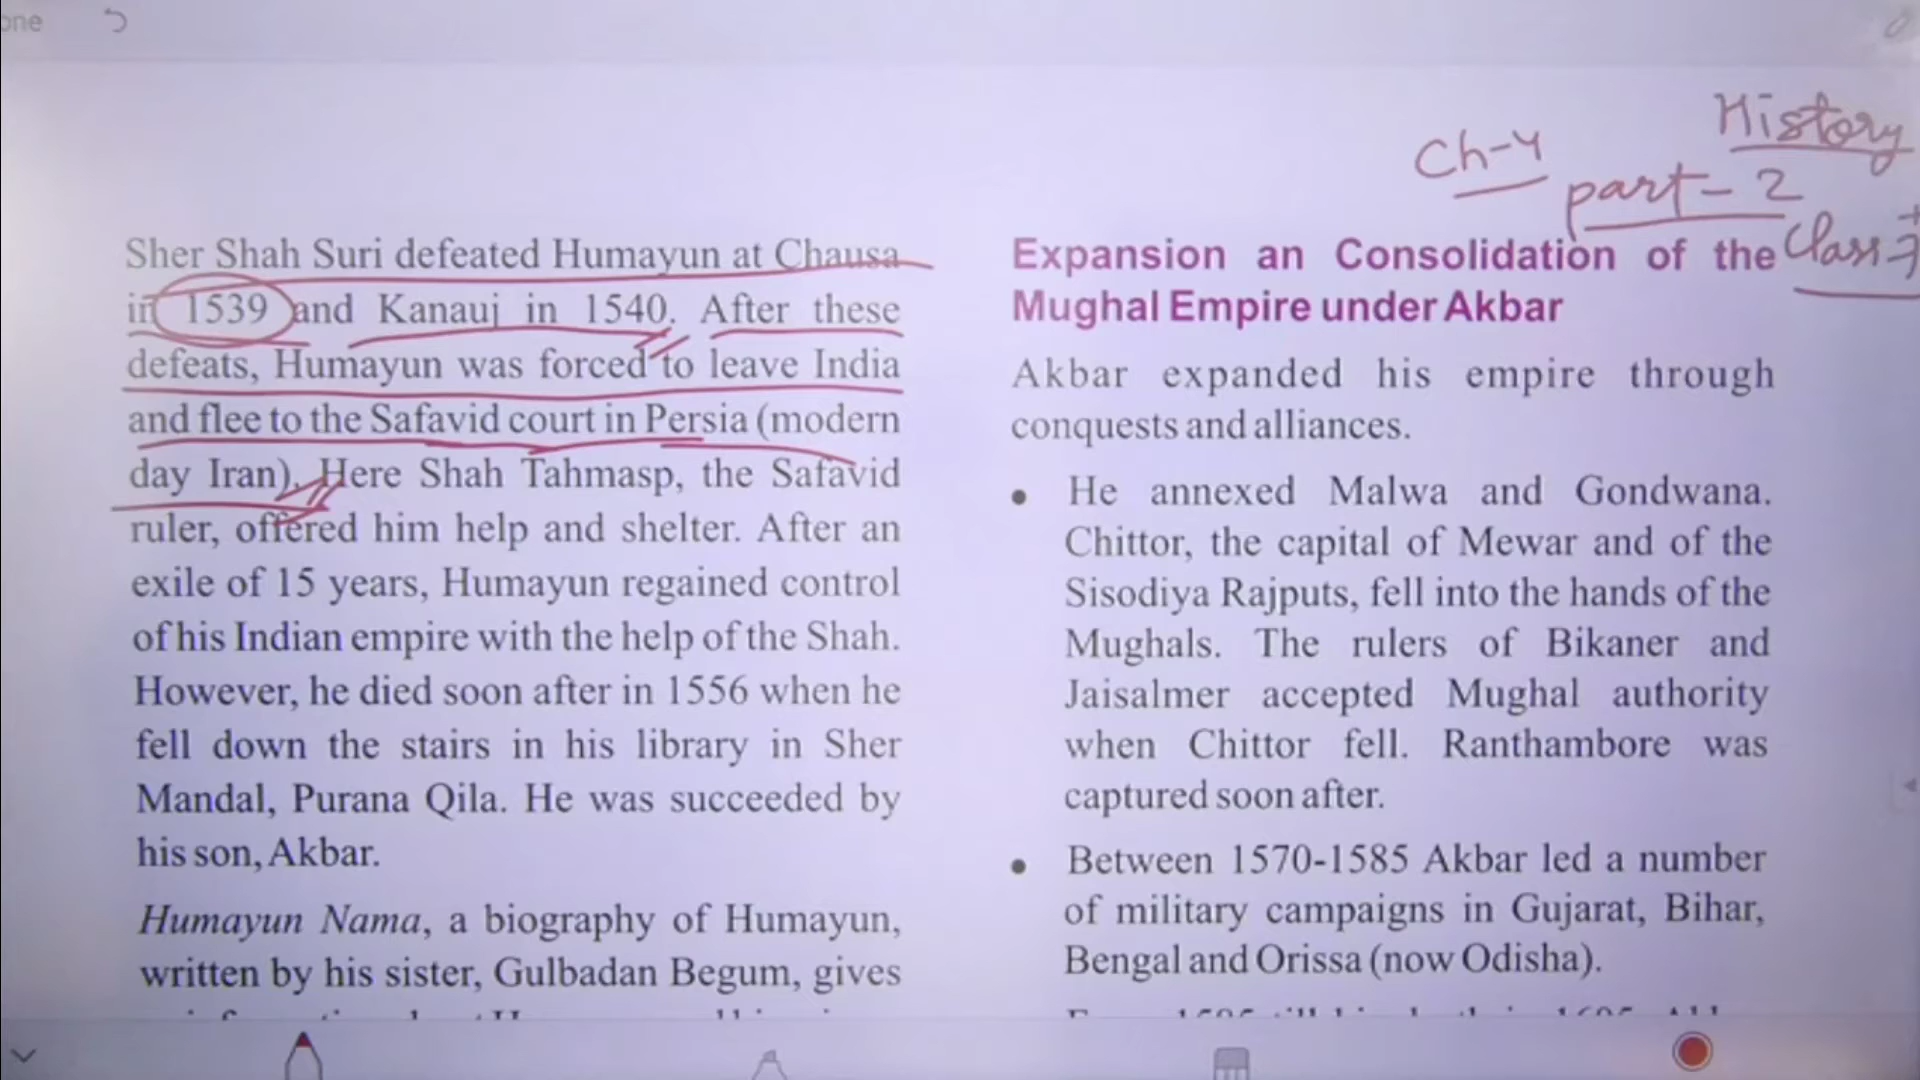 one
History
Ch-4
part-2
Class-7
Sher Shah Suri defeated Humayun at Chausa
in 1539 and Kanauj in 1540. After these
defeats, Humayun was forced to leave India
and flee to the Safavid court in Persia (modern
day Iran). Here Shah Tahmasp, the Safavid
ruler, offered him help and shelter. After an
exile of 15 years, Humayun regained control
of his Indian empire with the help of the Shah.
However, he died soon after in 1556 when he
fell down the stairs in his library in Sher
Mandal, Purana Qila. He was succeeded by
his son, Akbar.
Humayun Nama, a biography of Humayun,
written by his sister, Gulbadan Begum, gives
Expansion an Consolidation of the
Mughal Empire under Akbar
Akbar expanded his empire through
conquests and alliances.
• He annexed Malwa and Gondwana.
Chittor, the capital of Mewar and of the
Sisodiya Rajputs, fell into the hands of the
Mughals. The rulers of Bikaner and
Jaisalmer accepted Mughal authority
when Chittor fell. Ranthambore was
captured soon after.
• Between 1570-1585 Akbar led a number
of military campaigns in Gujarat, Bihar,
Bengal and Orissa (now Odisha).